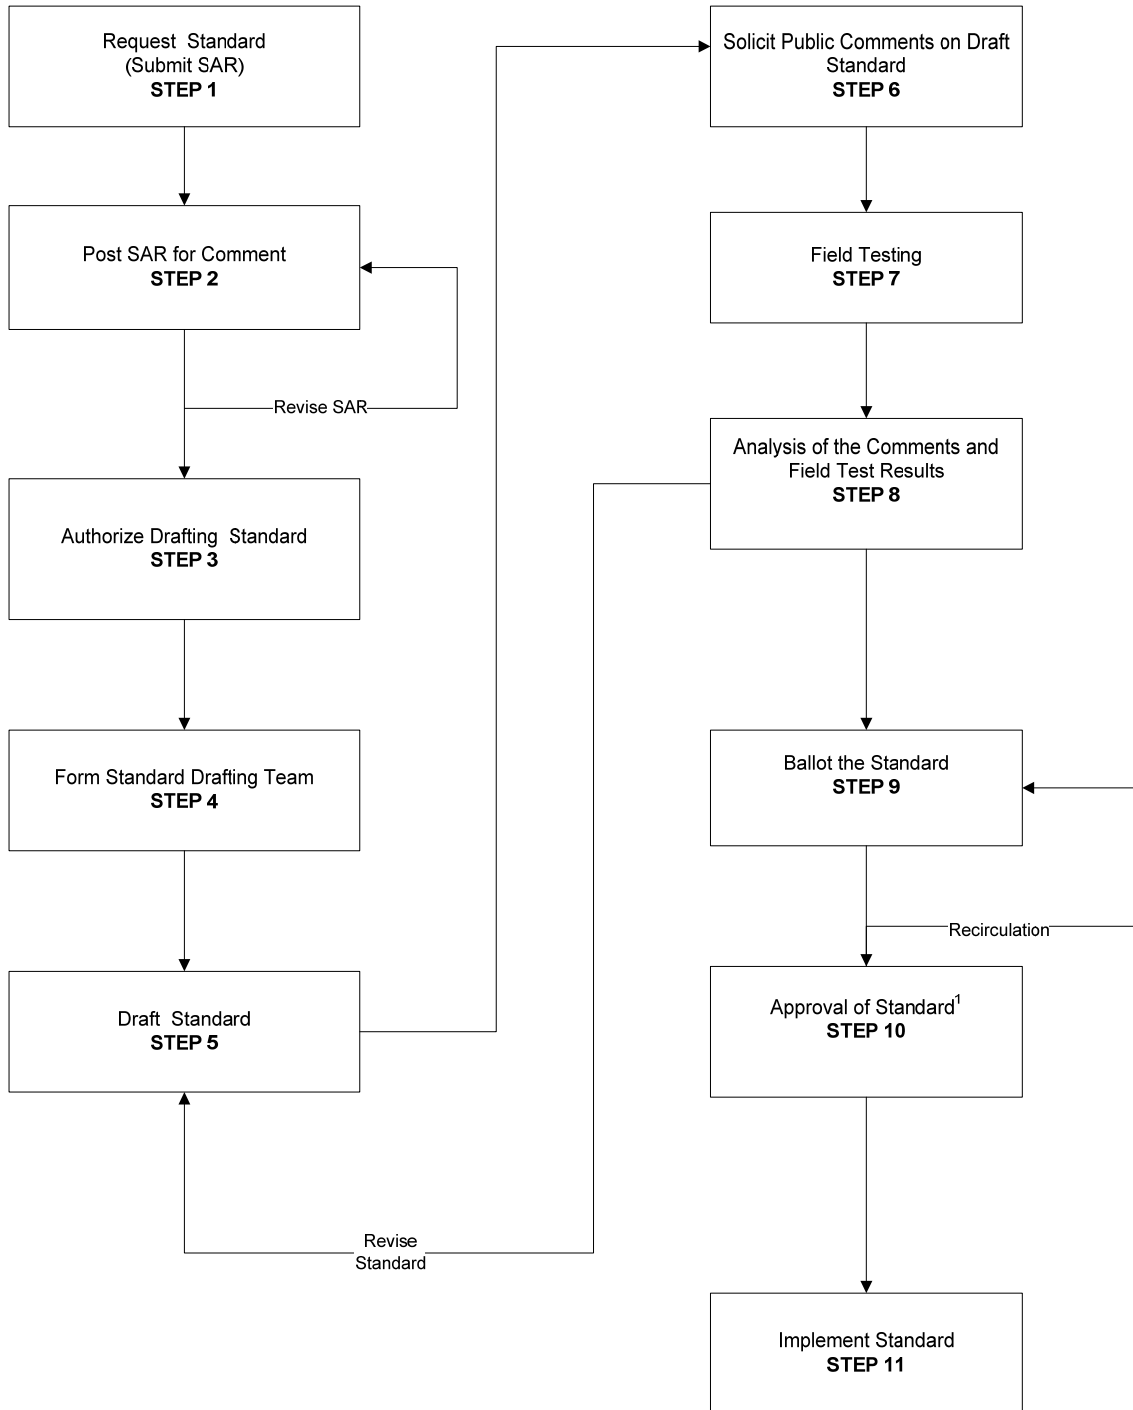 Request Standard
(Submit SAR)
STEP 1
Post SAR for Comment
STEP 2
Revise SAR
Authorize Drafting Standard
STEP 3
Form Standard Drafting Team
STEP 4
Draft Standard
STEP 5
Revise
Standard
Solicit Public Comments on Draft
Standard
STEP 6
Field Testing
STEP 7
Analysis of the Comments and
Field Test Results
STEP 8
Ballot the Standard
STEP 9
Recirculation
Approval of Standard¹
STEP 10
Implement Standard
STEP 11